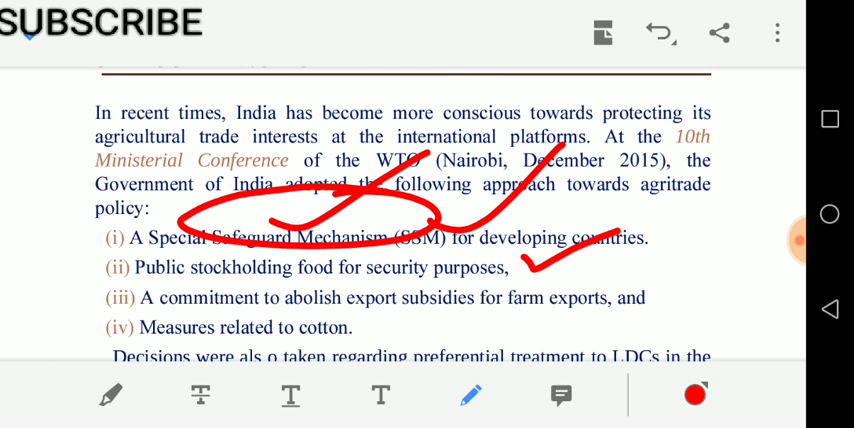 SUBSCRIBE
In recent times, India has become more conscious towards protecting its
agricultural trade interests at the international platforms. At the 10th
Ministerial Conference of the WTO (Nairobi, December 2015), the
Government of India adopted the following approach towards agritrade
policy:
(i) A Special Safeguard Mechanism (SSM) for developing countries.
(ii) Public stockholding food for security purposes,
(iii) A commitment to abolish export subsidies for farm exports, and
(iv) Measures related to cotton.
Decisions were als o taken regarding preferential treatment to LDCs in the